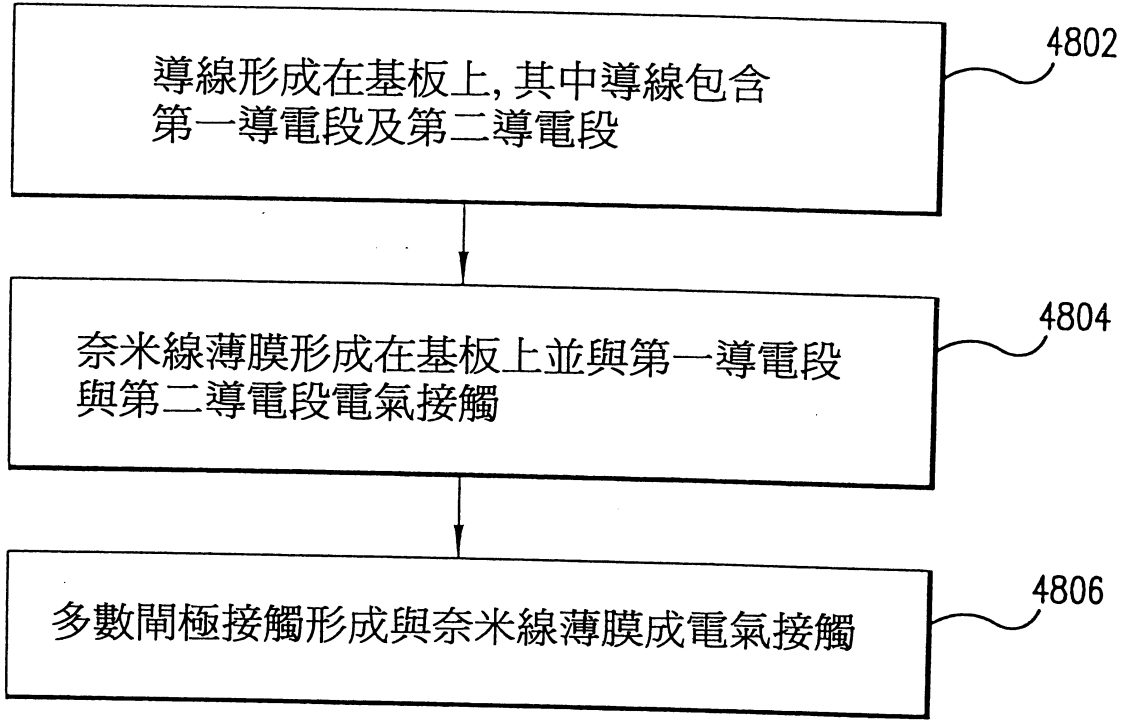 導線形成在基板上, 其中導線包含
第一導電段及第二導電段
4802
奈米線薄膜形成在基板上並與第一導電段
與第二導電段電氣接觸
4804
多數閘極接觸形成與奈米線薄膜成電氣接觸
4806